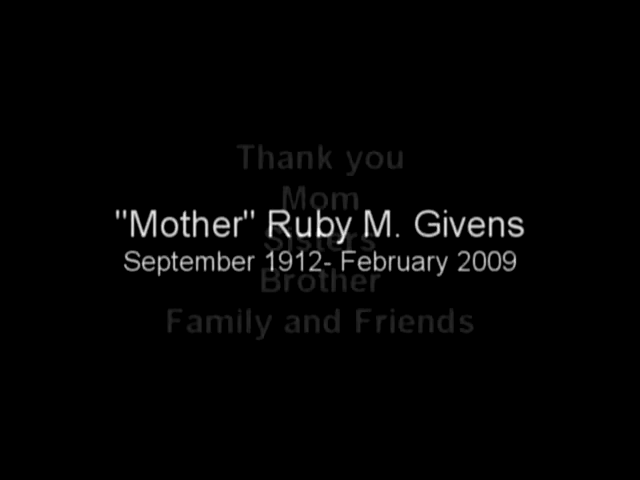 Thank you
Mom
"Mother" Ruby M. Givens
Sisters
September 1912- February 2009
Brother
Family and Friends